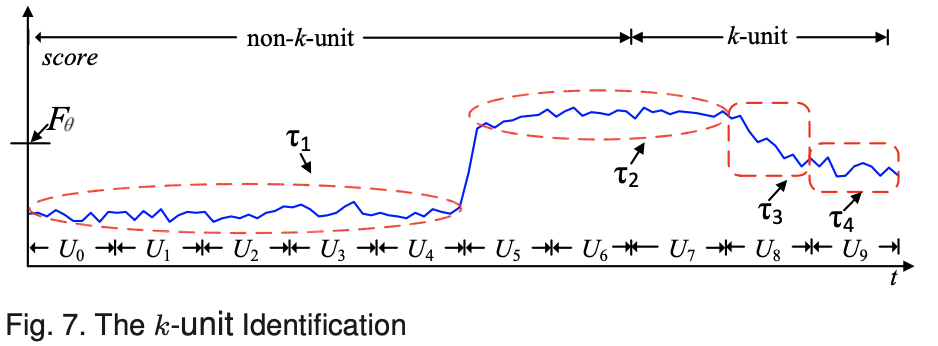 non-k-unit k-unit
score
Fθ
τ1
τ2
τ3
τ4
U0 U1 U2 U3 U4 U5 U6 U7 U8 U9
t
Fig. 7. The k-unit Identification